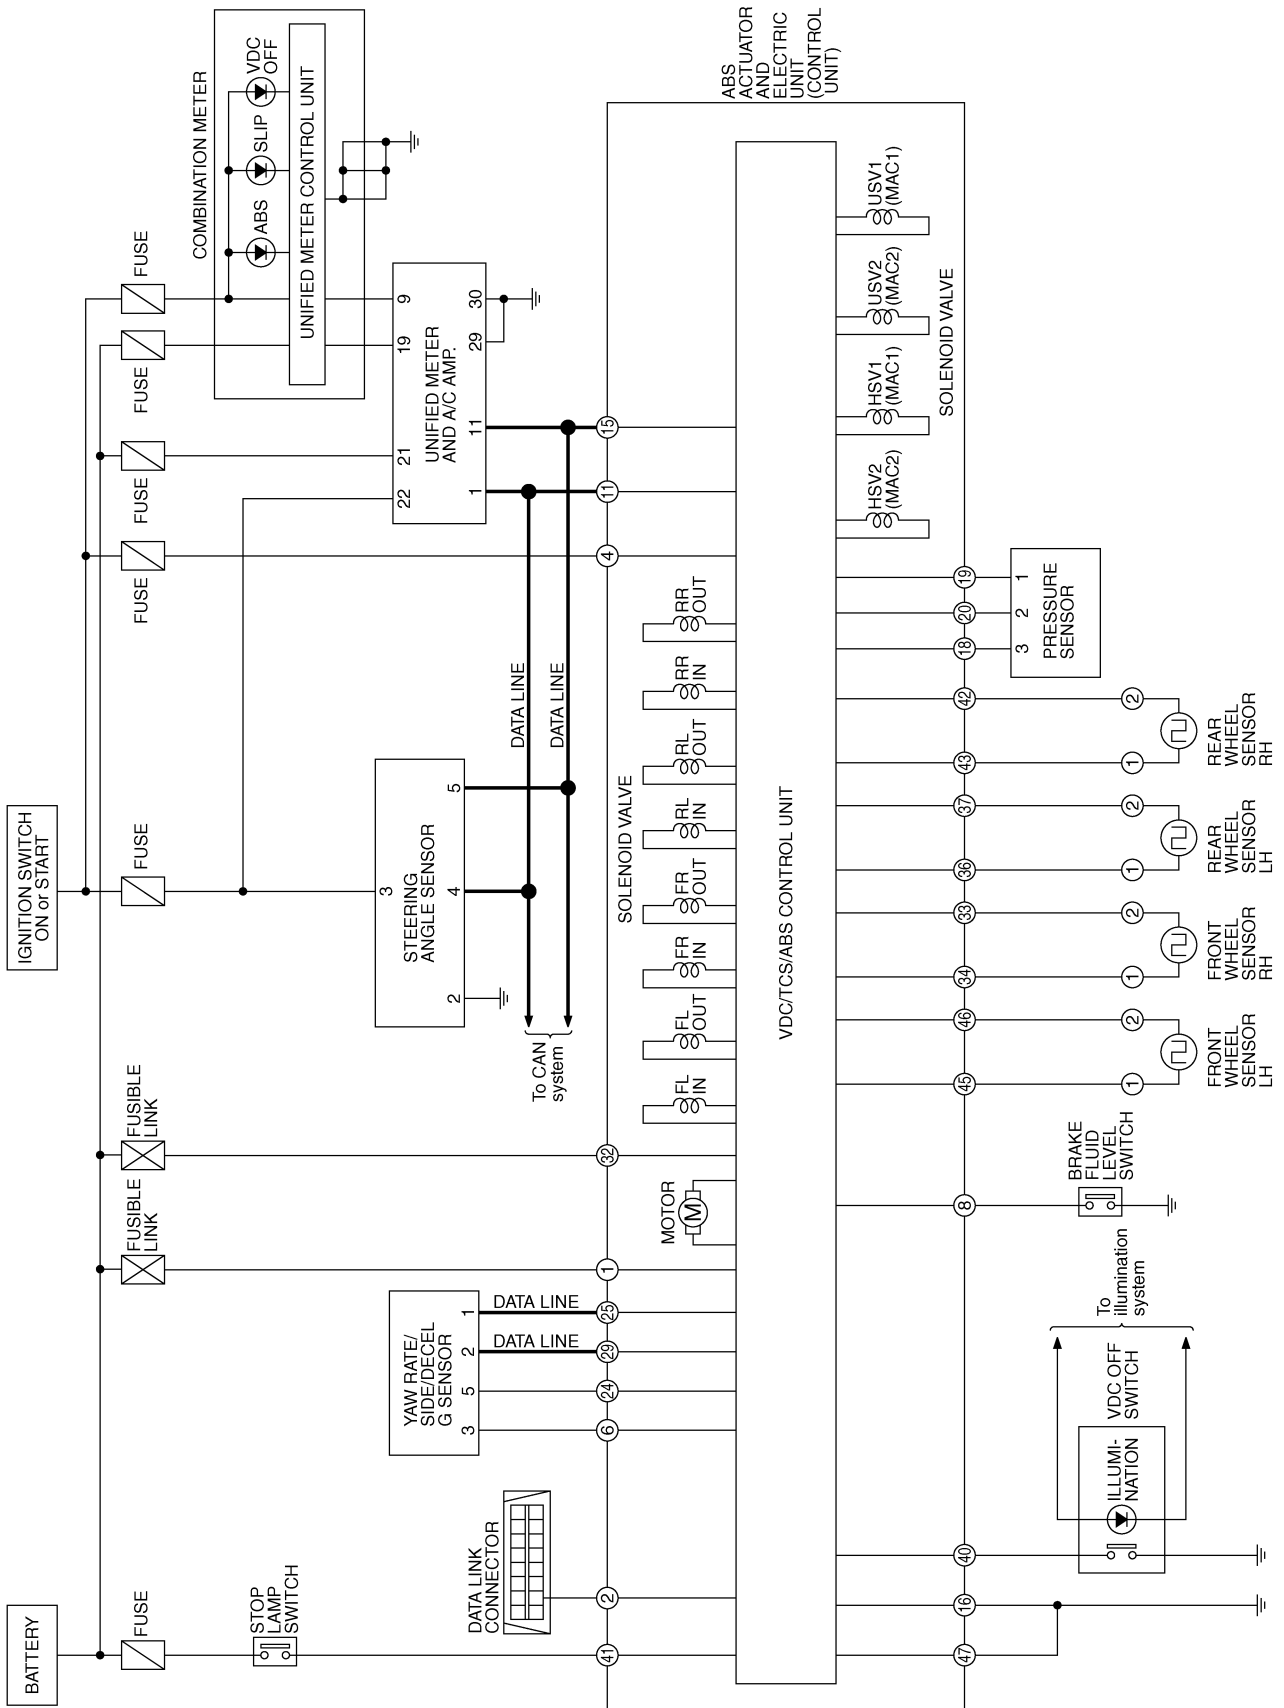 BATTERY
FUSE
STOP
LAMP
SWITCH
DATA LINK
CONNECTOR
41
2
IGNITION SWITCH
ON or START
FUSIBLE
LINK
FUSIBLE
LINK
FUSE
FUSE
FUSE
FUSE
FUSE
COMBINATION METER
ABS
SLIP
VDC
OFF
UNIFIED METER CONTROL UNIT
YAW RATE/
SIDE/DECEL
G SENSOR
3
5
2
1
DATA LINE
DATA LINE
6
24
29
25
1
32
STEERING
ANGLE SENSOR
3
2
4
5
To CAN
system
DATA LINE
DATA LINE
22
21
19
9
UNIFIED METER
AND A/C AMP.
1
11
29
30
4
11
15
ABS
ACTUATOR
AND
ELECTRIC
UNIT
(CONTROL
UNIT)
MOTOR
M
SOLENOID VALVE
FL
IN
FL
OUT
FR
IN
FR
OUT
RL
IN
RL
OUT
RR
IN
RR
OUT
VDC/TCS/ABS CONTROL UNIT
HSV2
(MAC2)
HSV1
(MAC1)
USV2
(MAC2)
USV1
(MAC1)
SOLENOID VALVE
47
16
40
8
45
46
34
33
36
37
43
42
18
20
19
ILLUMI-
NATION
VDC OFF
SWITCH
To
illumination
system
BRAKE
FLUID
LEVEL
SWITCH
1
2
FRONT
WHEEL
SENSOR
LH
1
2
FRONT
WHEEL
SENSOR
RH
1
2
REAR
WHEEL
SENSOR
LH
1
2
REAR
WHEEL
SENSOR
RH
3
2
1
PRESSURE
SENSOR